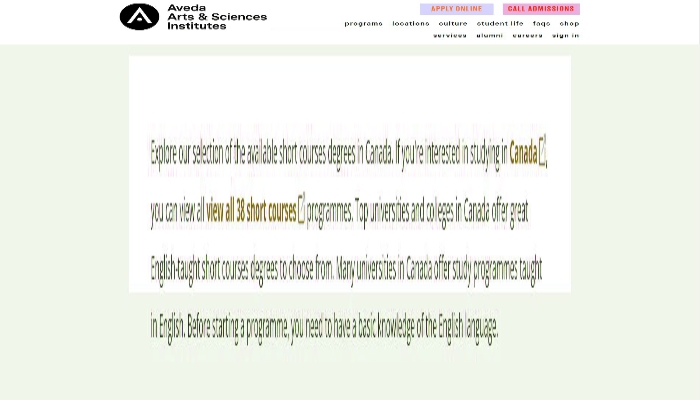 Aveda
Arts & Sciences
Institutes
APPLY ONLINE CALL ADMISSIONS
programs locations culture student life faqs shop
services alumni careers sign in
Explore our selection of the available short courses degrees in Canada. If you're interested in studying in Canada,
you can view all view all 38 short courses programmes. Top universities and colleges in Canada offer great
English-taught short courses degrees to choose from. Many universities in Canada offer study programmes taught
in English. Before starting a programme, you need to have a basic knowledge of the English language.